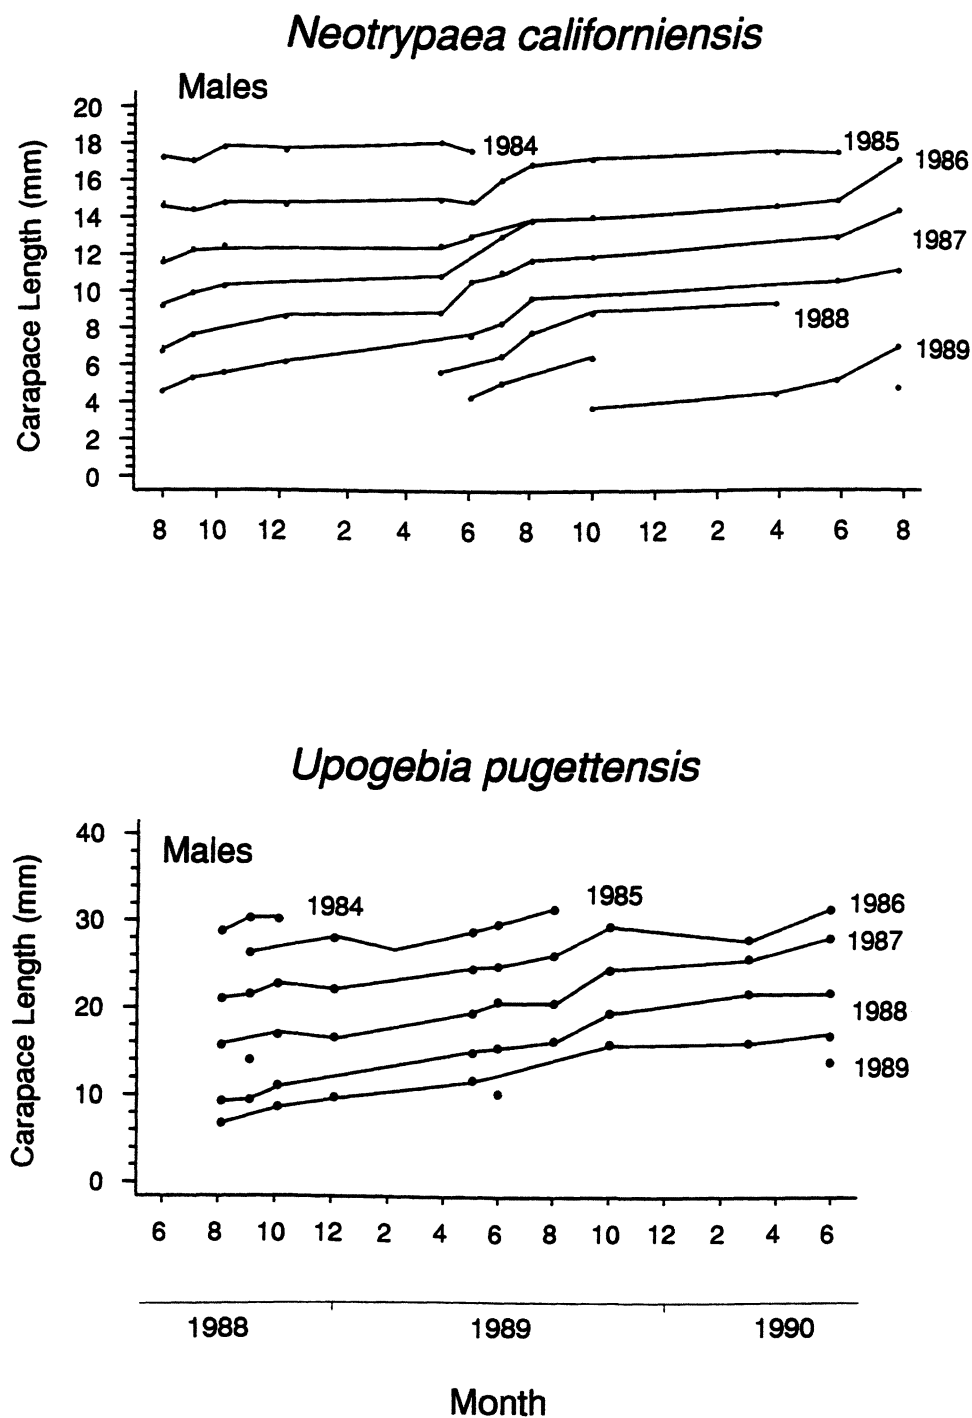 Neotrypaea californiensis
Males
20
18
16
14
12
10
8
6
4
2
0
Carapace Length (mm)
1984
1985
1986
1987
1988
1989
8 10 12 2 4 6 8 10 12 2 4 6 8
Upogebia pugettensis
Males
40
30
20
10
0
Carapace Length (mm)
1984
1985
1986
1987
1988
1989
6 8 10 12 2 4 6 8 10 12 2 4 6
1988 1989 1990
Month